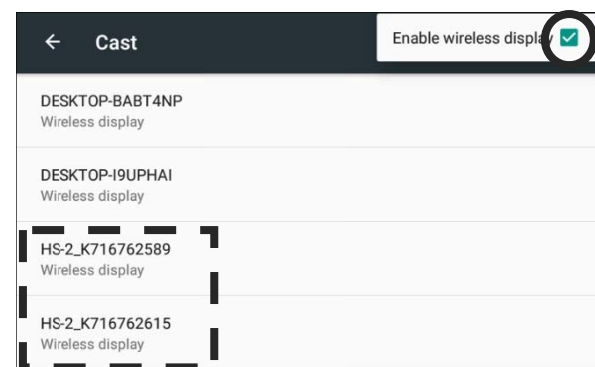 Cast
Enable wireless display
DESKTOP-BABT4NP
Wireless display
DESKTOP-I9UPHAI
Wireless display
HS-2_K716762589
Wireless display
HS-2_K716762615
Wireless display